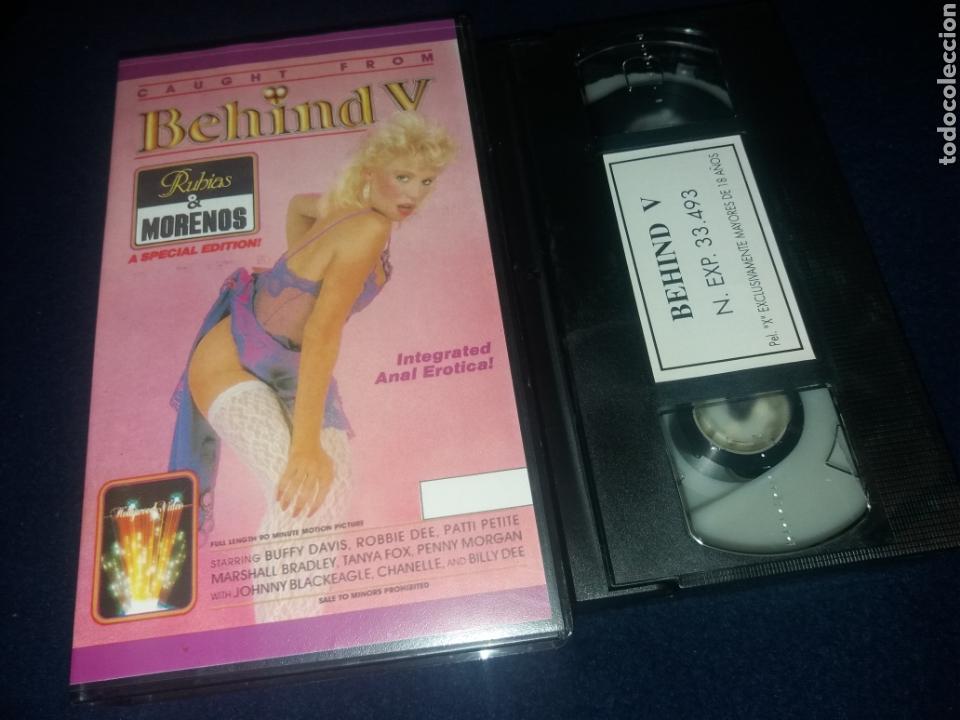 CAUGHT FROM
Behind V
Rubias
&
MORENOS
A SPECIAL EDITION!
Integrated
Anal Erotica!
Hollywood Video
FULL LENGTH 90 MINUTE MOTION PICTURE
STARRING BUFFY DAVIS, ROBBIE DEE, PATTI PETITE
MARSHALL BRADLEY, TANYA FOX, PENNY MORGAN
WITH JOHNNY BLACKEAGLE, CHANELLE, AND BILLY DEE
SALE TO MINORS PROHIBITED
BEHIND V
N. EXP. 33.493
Pel. "X" EXCLUSIVAMENTE MAYORES DE 18 AÑOS
todocoleccion